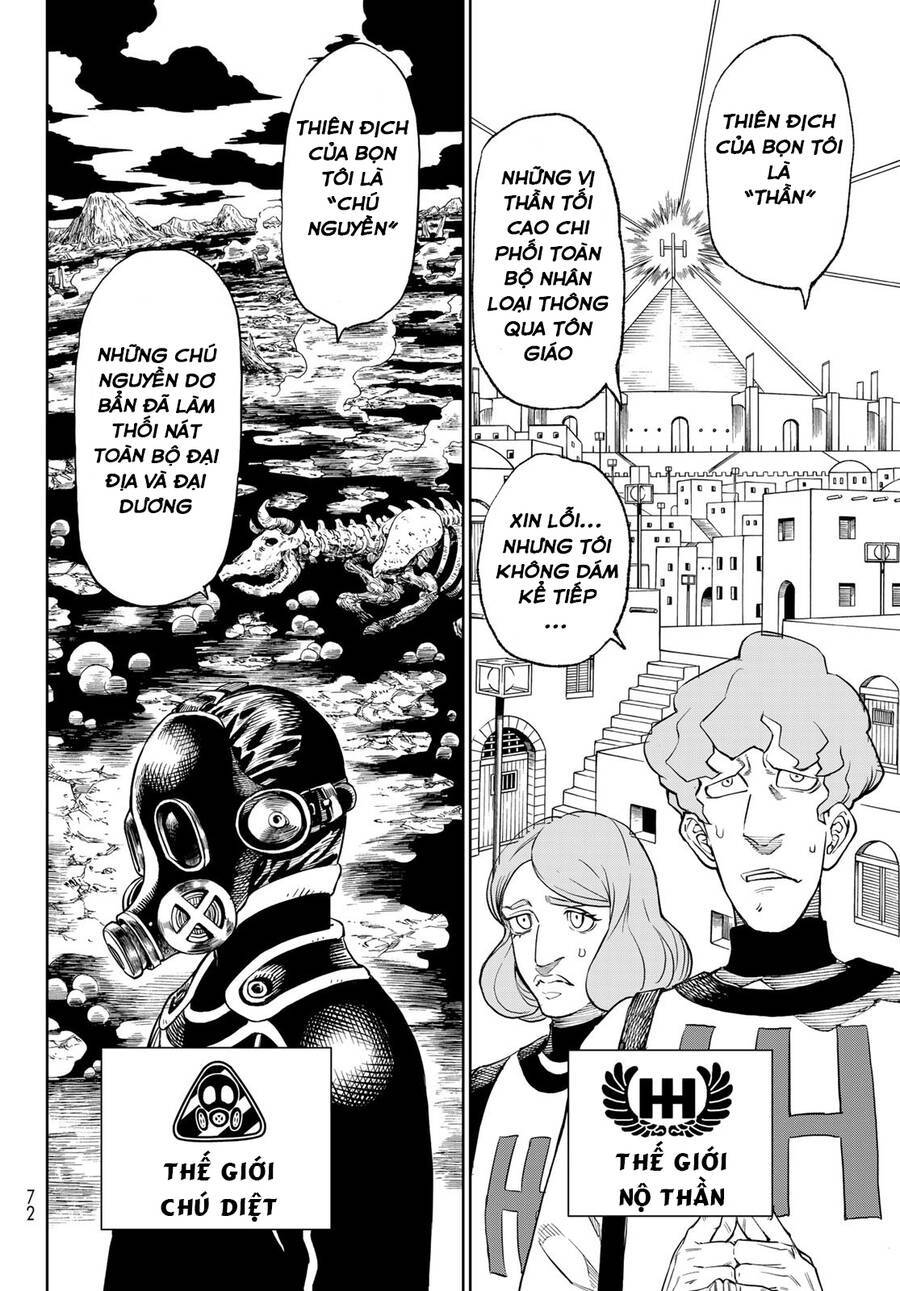 THIÊN ĐỊCH
CỦA BỌN TÔI
LÀ
"THẦN"
NHỮNG VỊ
THẦN TỐI
CAO CHI
PHỐI TOÀN
BỘ NHÂN
LOẠI THÔNG
QUA TÔN
GIÁO
XIN LỖI...
NHƯNG TÔI
KHÔNG DÁM
KỂ TIẾP
...
THẾ GIỚI
NỘ THẦN
THIÊN ĐỊCH
CỦA BỌN
TÔI LÀ
"CHÚ
NGUYỀN"
NHỮNG CHÚ
NGUYỀN DƠ
BẨN ĐÃ LÀM
THỐI NÁT
TOÀN BỘ ĐẠI
ĐỊA VÀ ĐẠI
DƯƠNG
THẾ GIỚI
CHÚ DIỆT
72